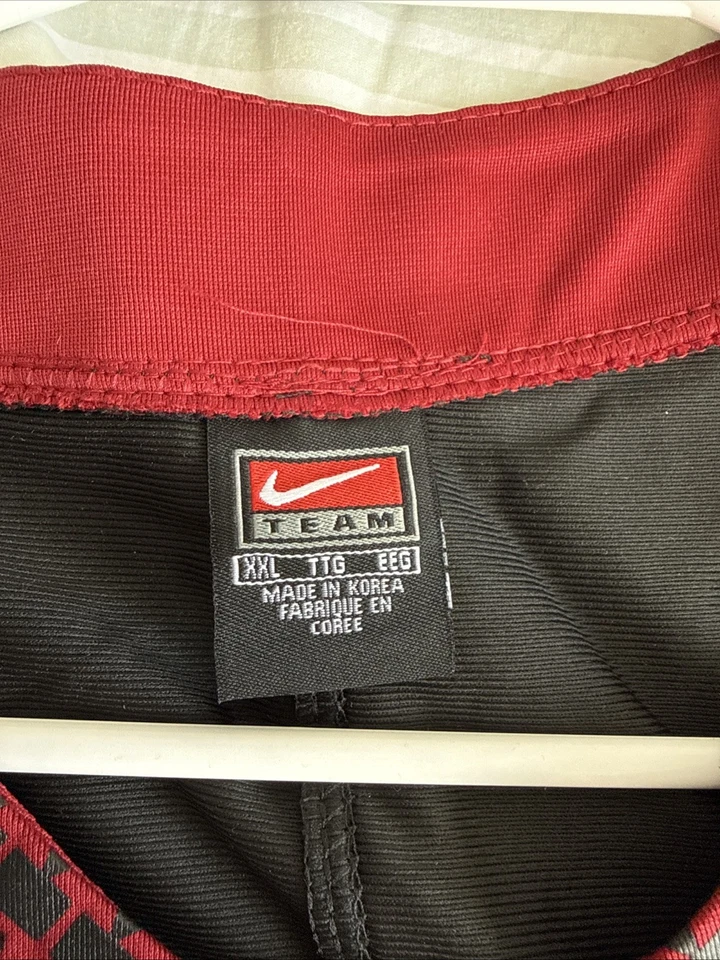 TEAM
XXL TTG EEG
MADE IN KOREA
FABRIQUE EN
COREE